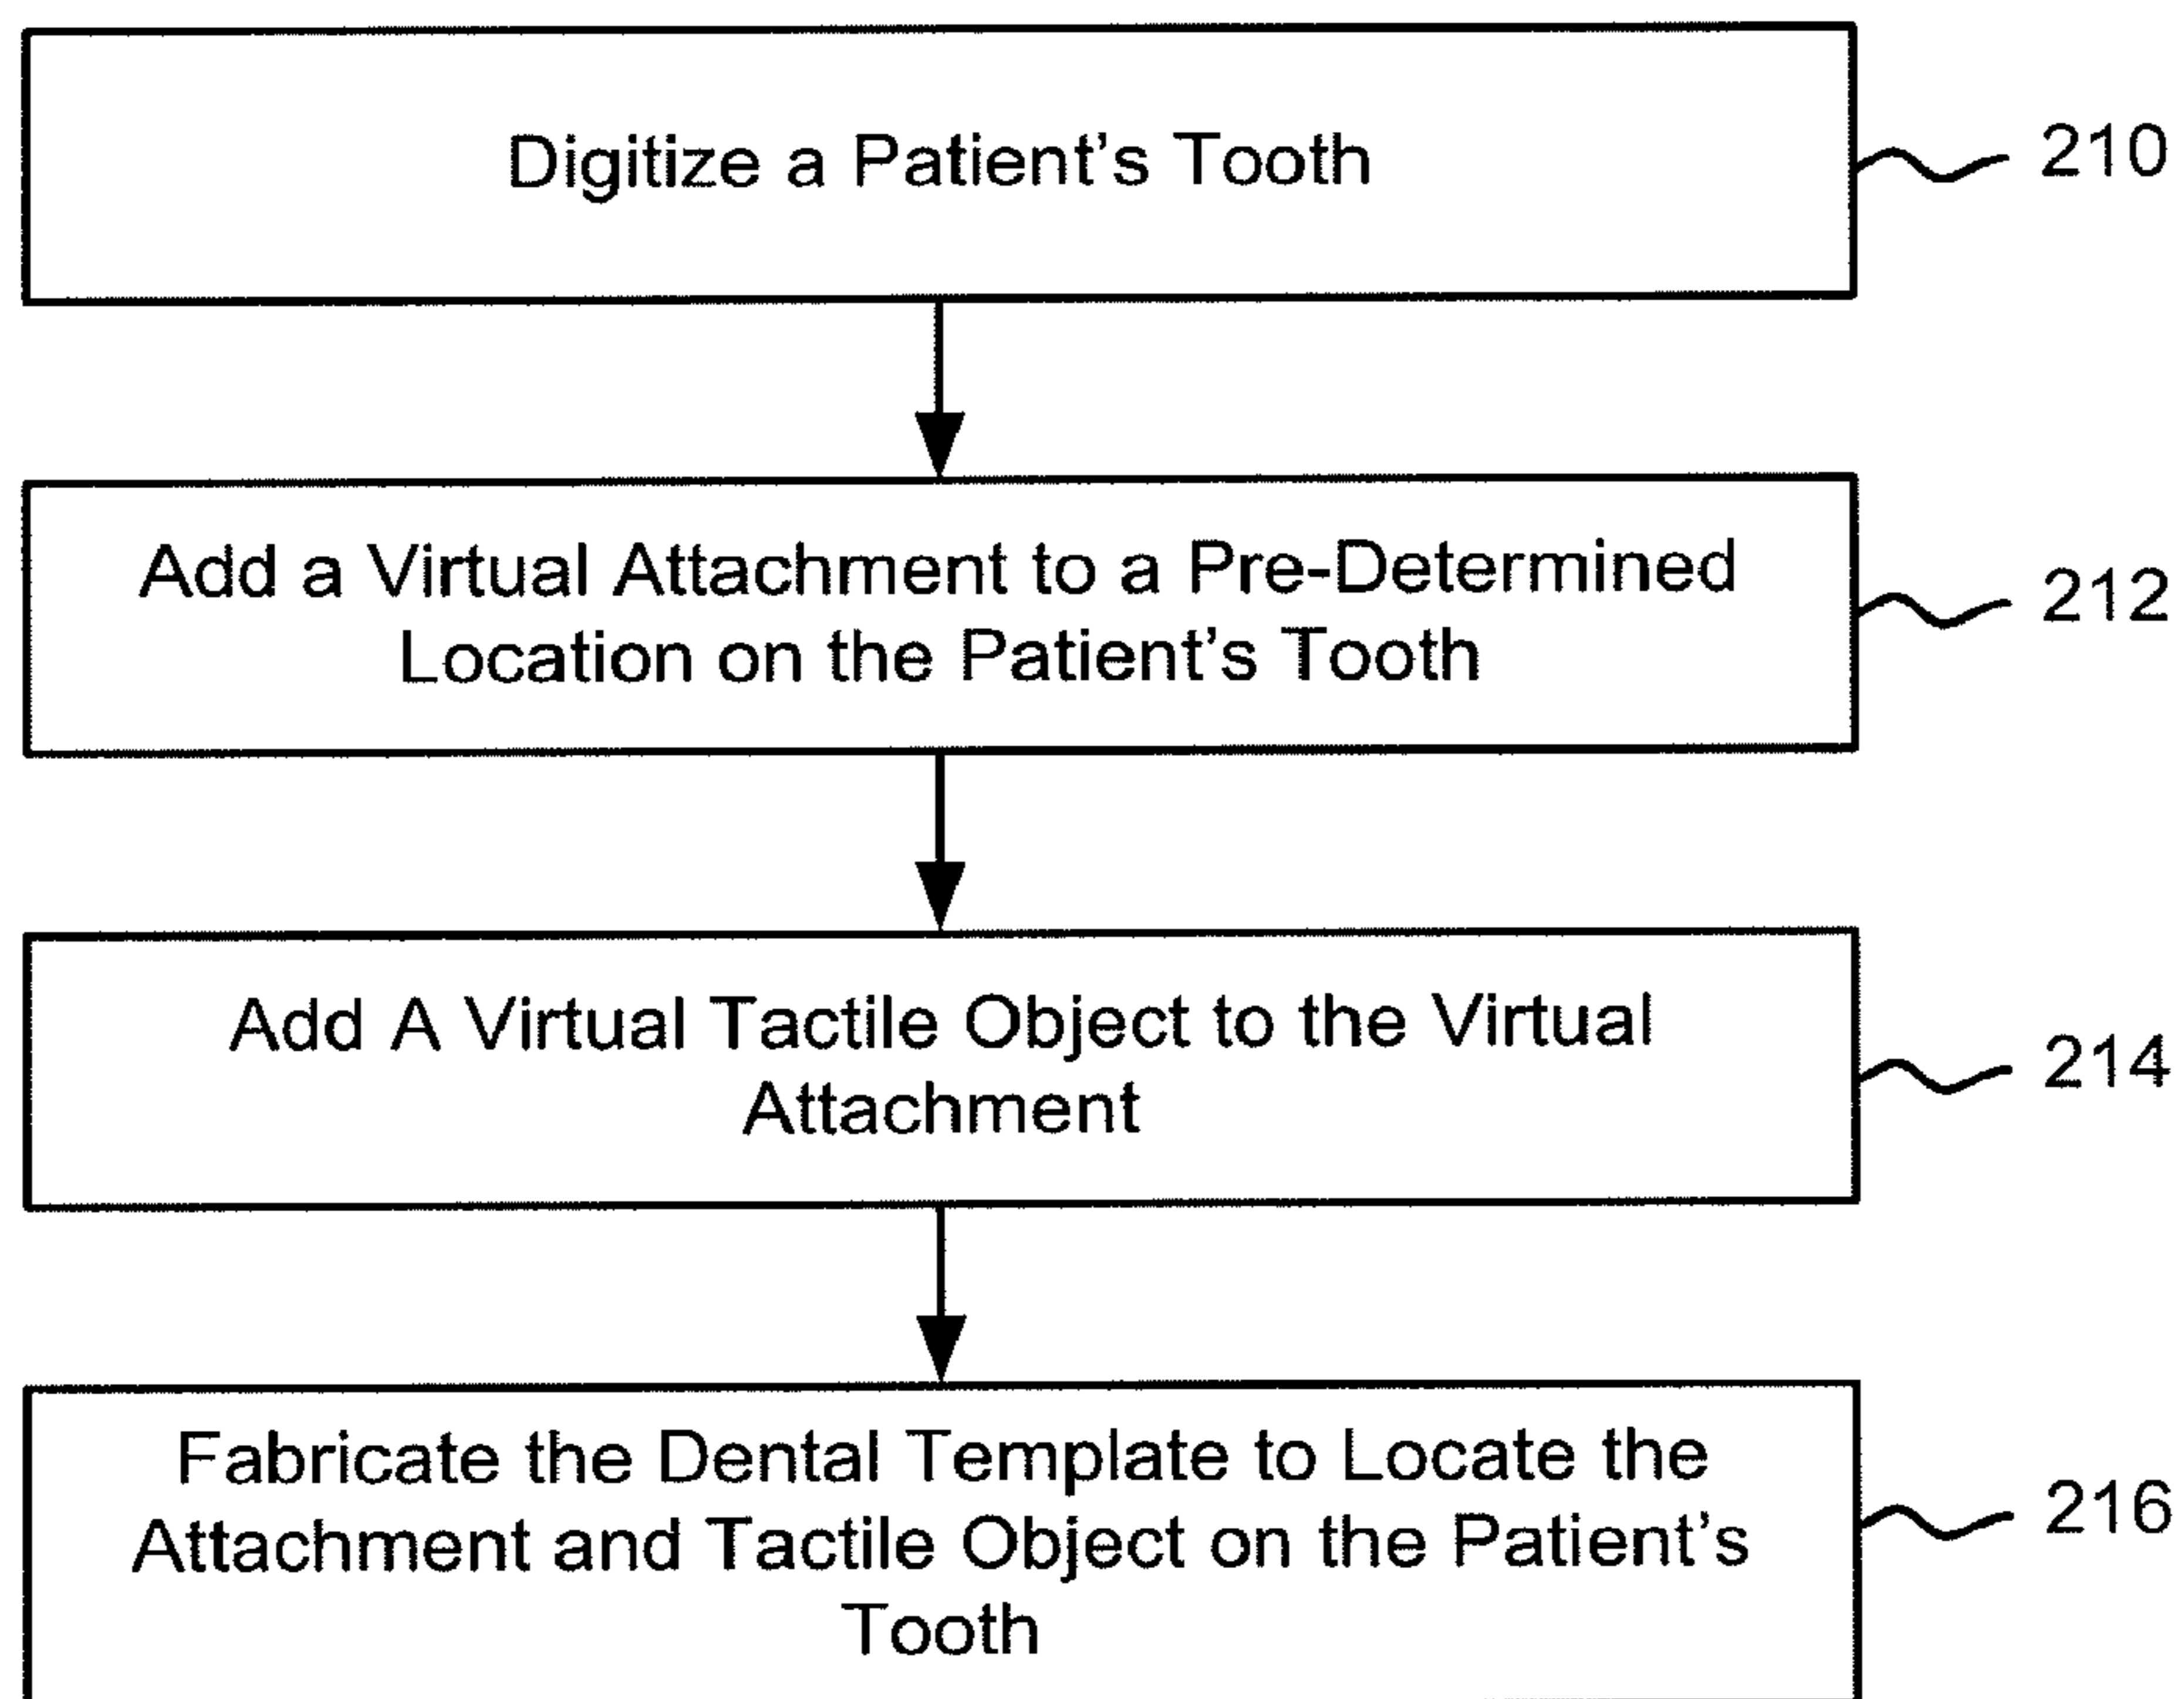 Digitize a Patient's Tooth
210
Add a Virtual Attachment to a Pre-Determined
Location on the Patient's Tooth
212
Add A Virtual Tactile Object to the Virtual
Attachment
214
Fabricate the Dental Template to Locate the
Attachment and Tactile Object on the Patient's
Tooth
216